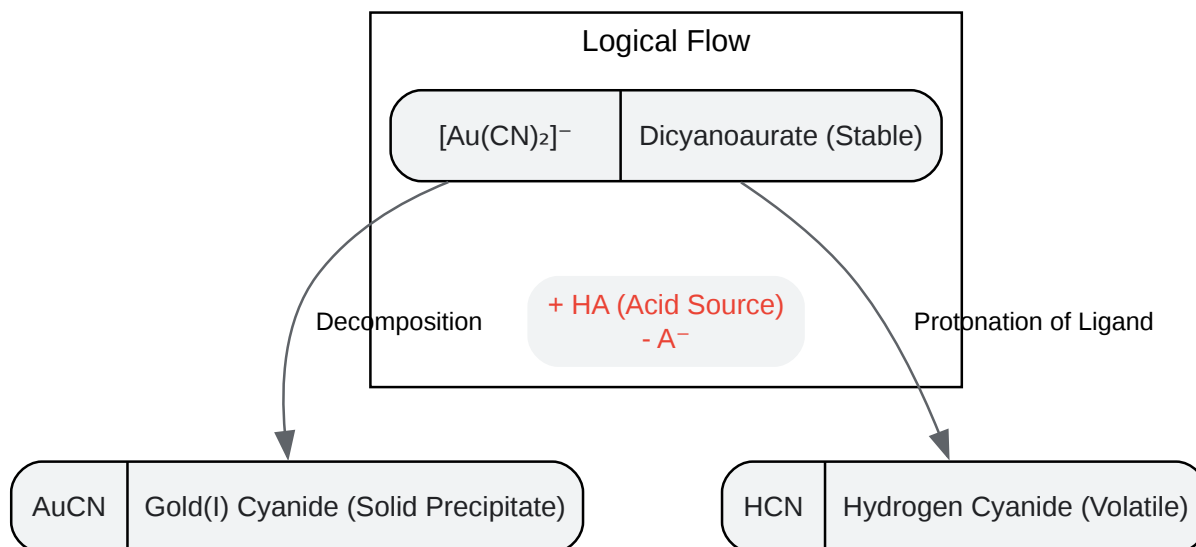 Logical Flow
[Au(CN)₂]⁻
Dicyanoaurate (Stable)
+ HA (Acid Source)
- A⁻
Decomposition
Protonation of Ligand
AuCN
Gold(I) Cyanide (Solid Precipitate)
HCN
Hydrogen Cyanide (Volatile)